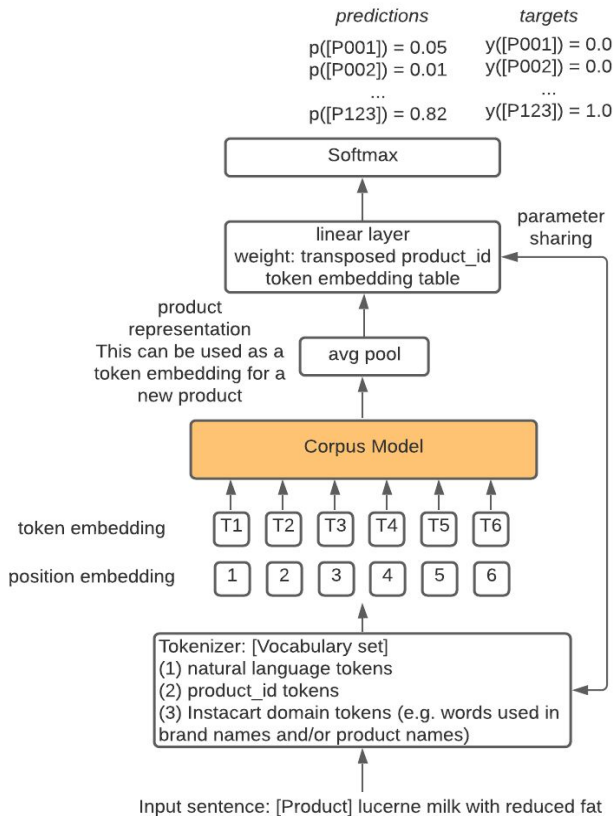 predictions targets
p([P001]) = 0.05 y([P001]) = 0.0
p([P002]) = 0.01 y([P002]) = 0.0
... ...
p([P123]) = 0.82 y([P123]) = 1.0
Softmax
parameter
sharing
linear layer
weight: transposed product_id
token embedding table
product
representation
This can be used as a
token embedding for a
new product
avg pool
Corpus Model
token embedding T1 T2 T3 T4 T5 T6
position embedding 1 2 3 4 5 6
Tokenizer: [Vocabulary set]
(1) natural language tokens
(2) product_id tokens
(3) Instacart domain tokens (e.g. words used in
brand names and/or product names)
Input sentence: [Product] lucerne milk with reduced fat